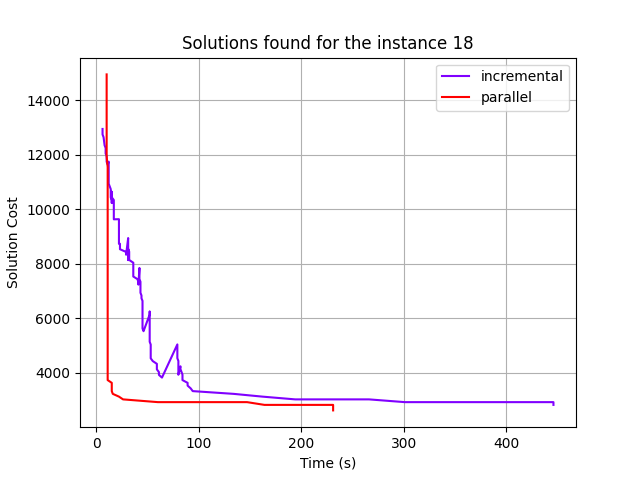 Solutions found for the instance 18
incremental
parallel
14000
12000
10000
8000
6000
4000
Solution Cost
0 100 200 300 400
Time (s)